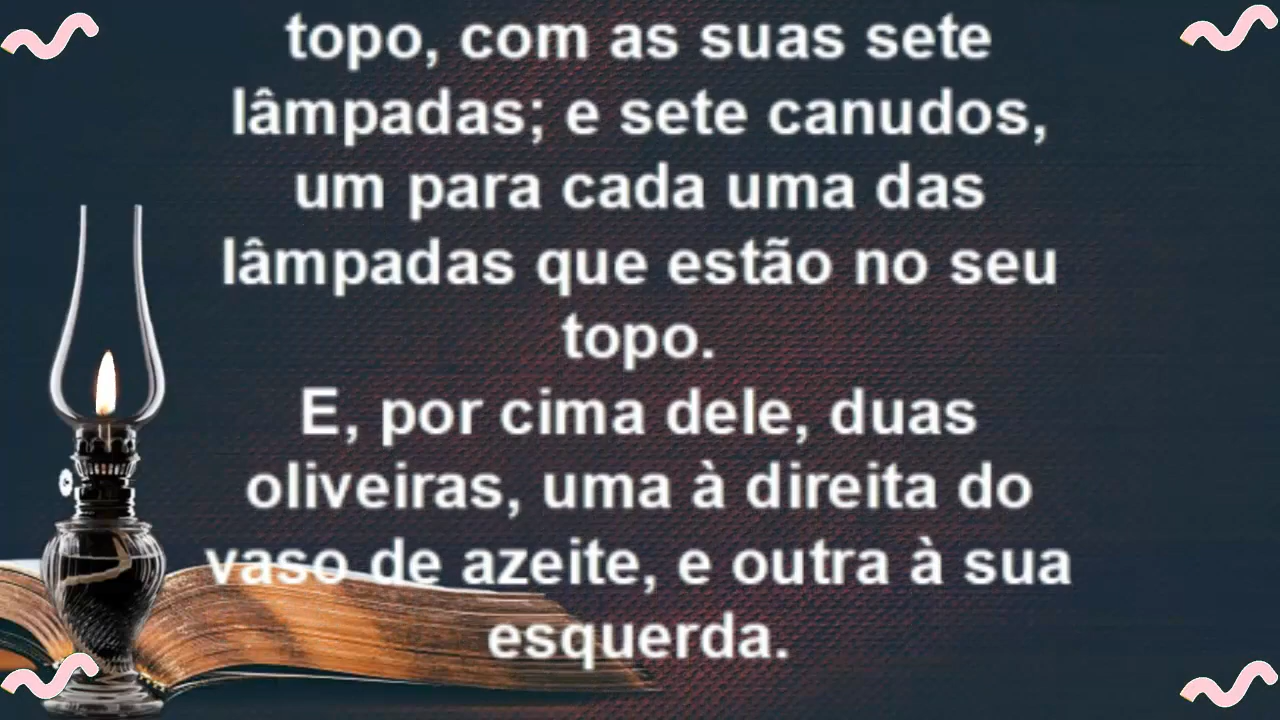 topo, com as suas sete
lâmpadas; e sete canudos,
um para cada uma das
lâmpadas que estão no seu
topo.
E, por cima dele, duas
oliveiras, uma à direita do
vaso de azeite, e outra à sua
esquerda.